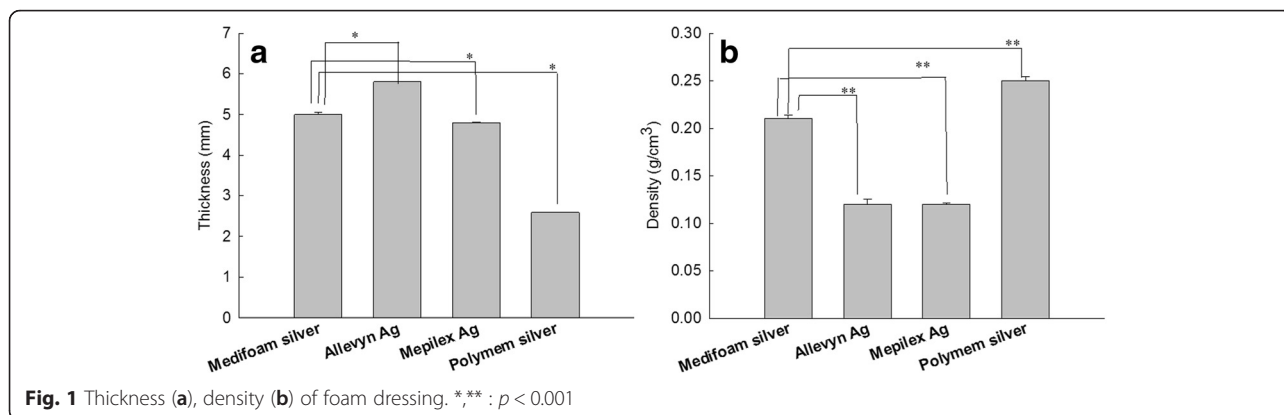 a
Thickness (mm)
7
6
5
4
3
2
1
0
*
*
*
Medifoam silver
Allevyn Ag
Mepilex Ag
Polymem silver
b
Density (g/cm³)
0.30
0.25
0.20
0.15
0.10
0.05
0.00
**
**
**
Medifoam silver
Allevyn Ag
Mepilex Ag
Polymem silver
Fig. 1 Thickness (a), density (b) of foam dressing. *,** : p < 0.001